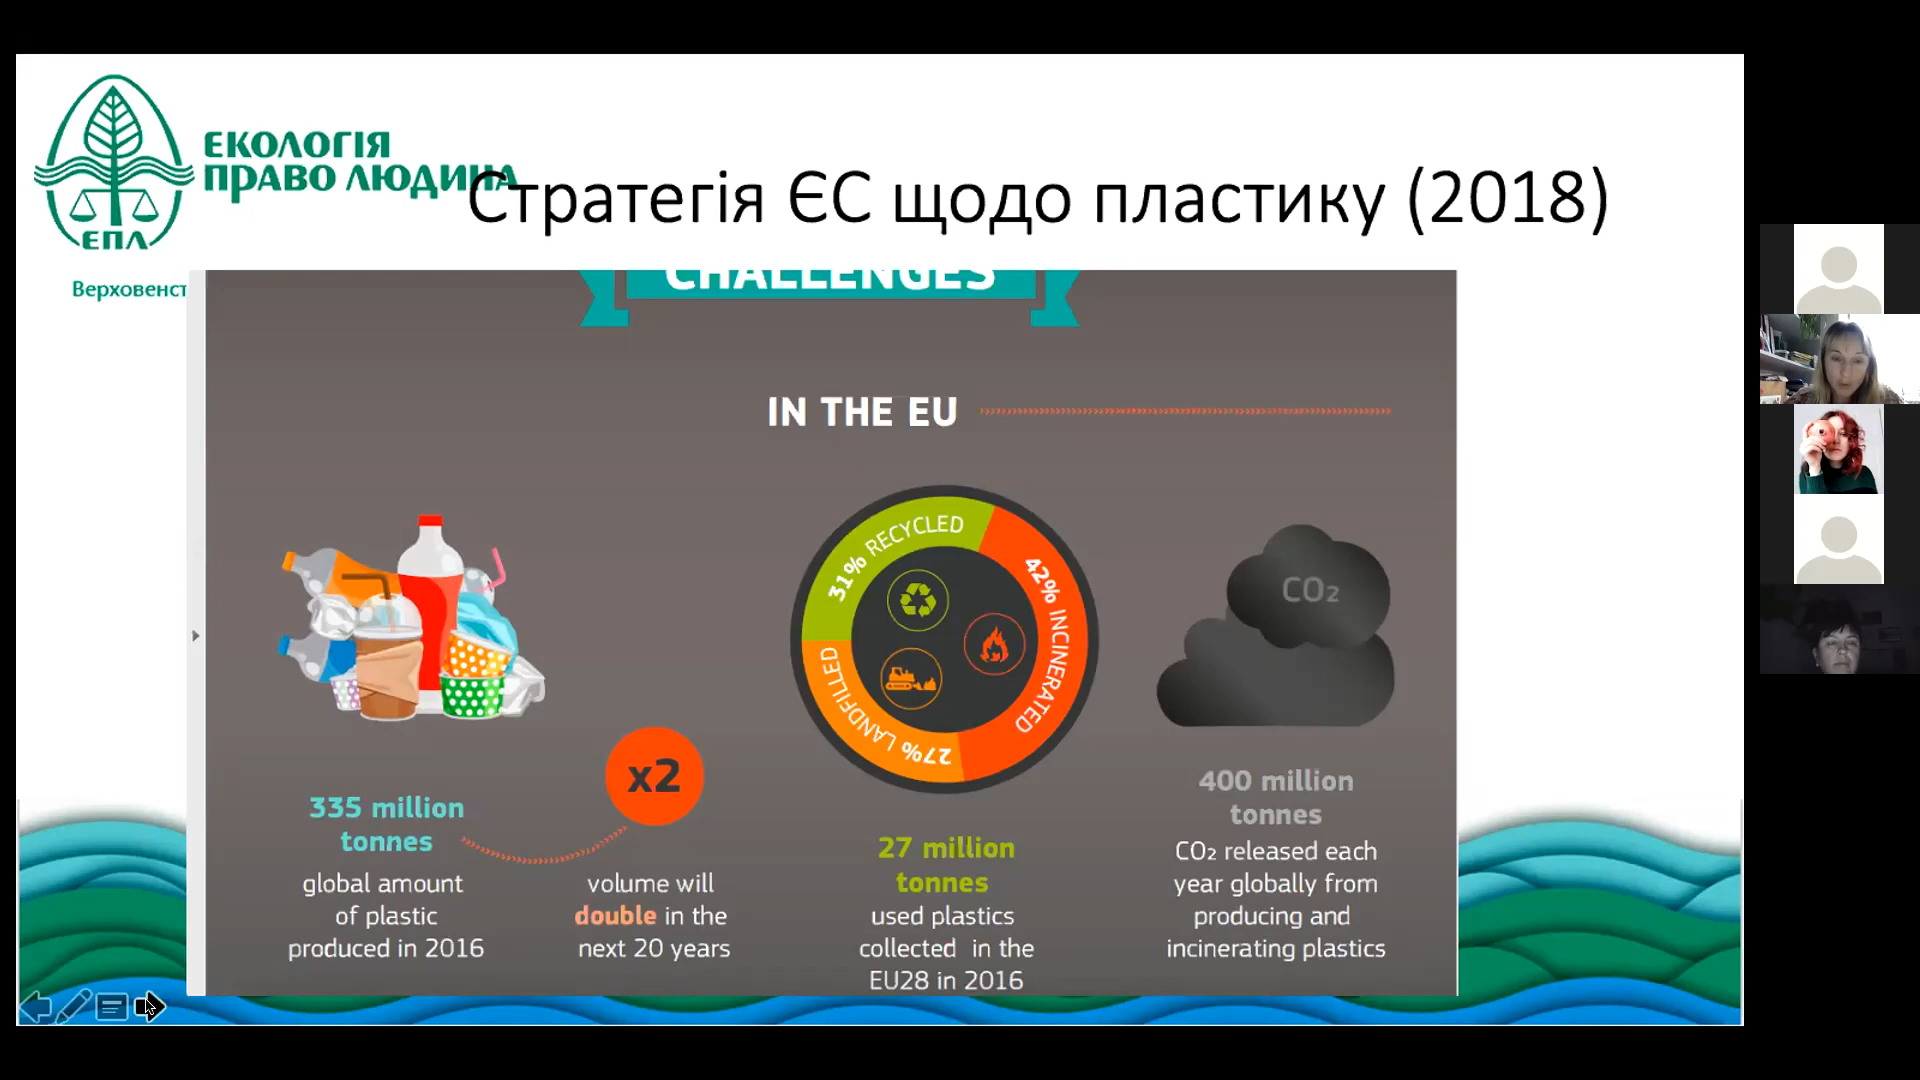 ЕКОЛОГІЯ
ПРАВО ЛЮДИНА
ЕПЛ
Стратегія ЄС щодо пластику (2018)
Верховенст
CHALLENGES
IN THE EU
31% RECYCLED
42% INCINERATED
27% LANDFILLED
CO₂
x2
335 million
tonnes
global amount
of plastic
produced in 2016
volume will
double in the
next 20 years
27 million
tonnes
used plastics
collected in the
EU28 in 2016
400 million
tonnes
CO₂ released each
year globally from
producing and
incinerating plastics